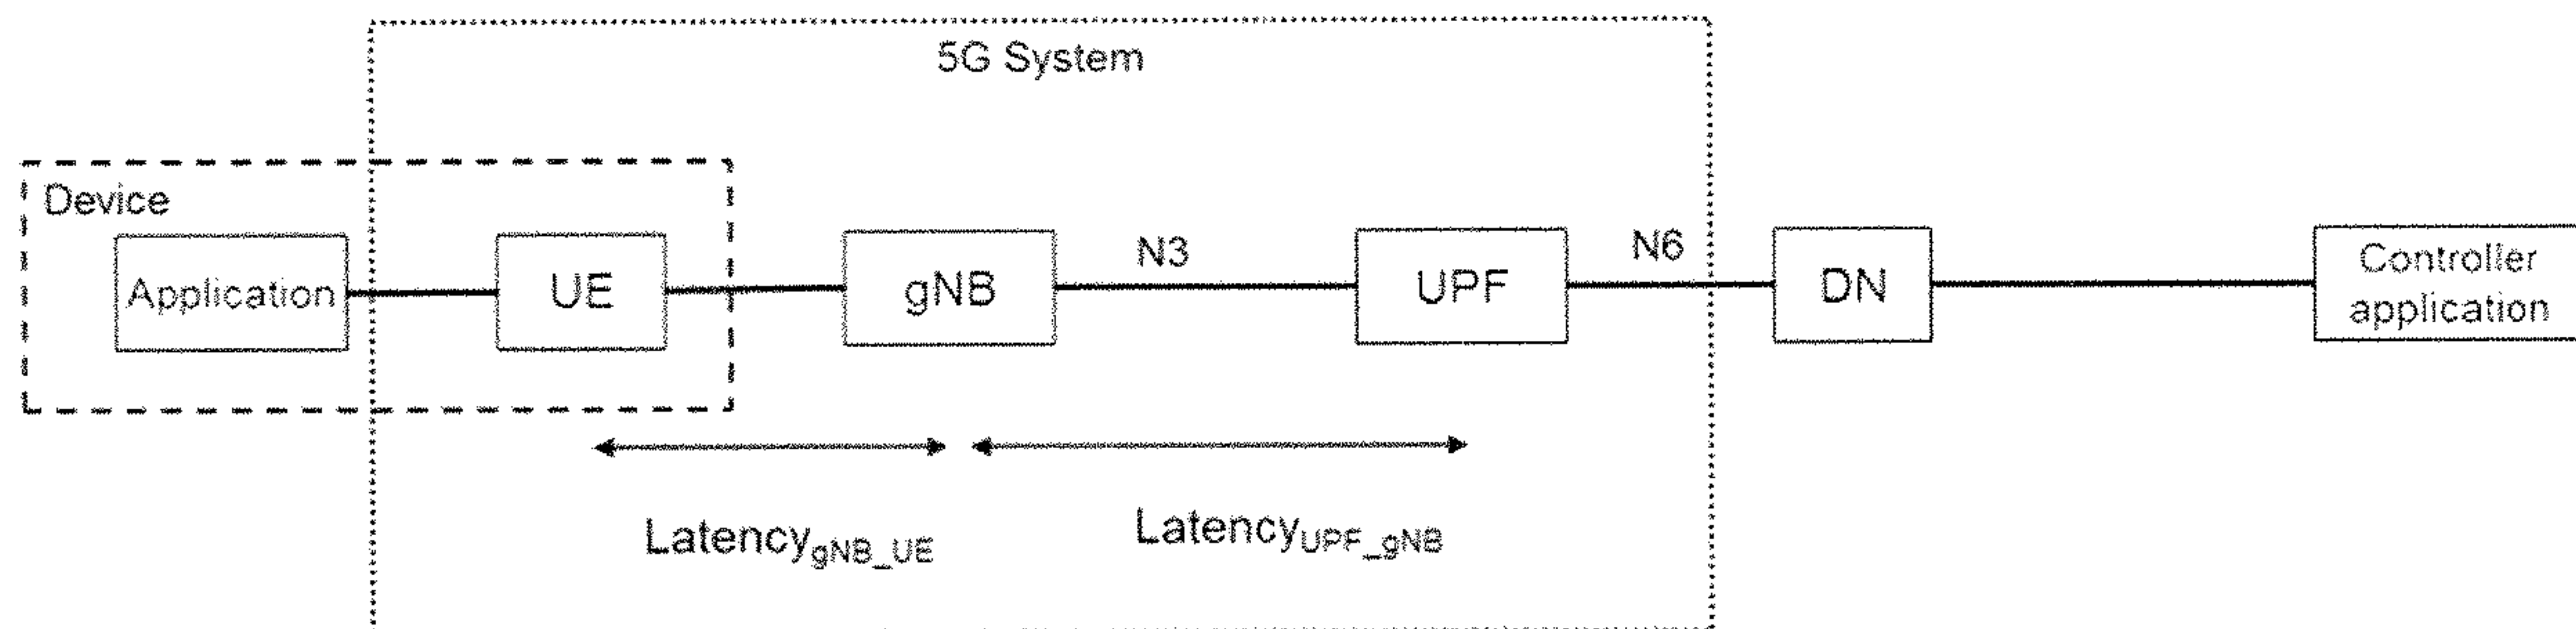 5G System
Device
Application
UE
gNB
N3
UPF
N6
DN
Controller
application
LatencygNB_UE
LatencyUPF_gNB